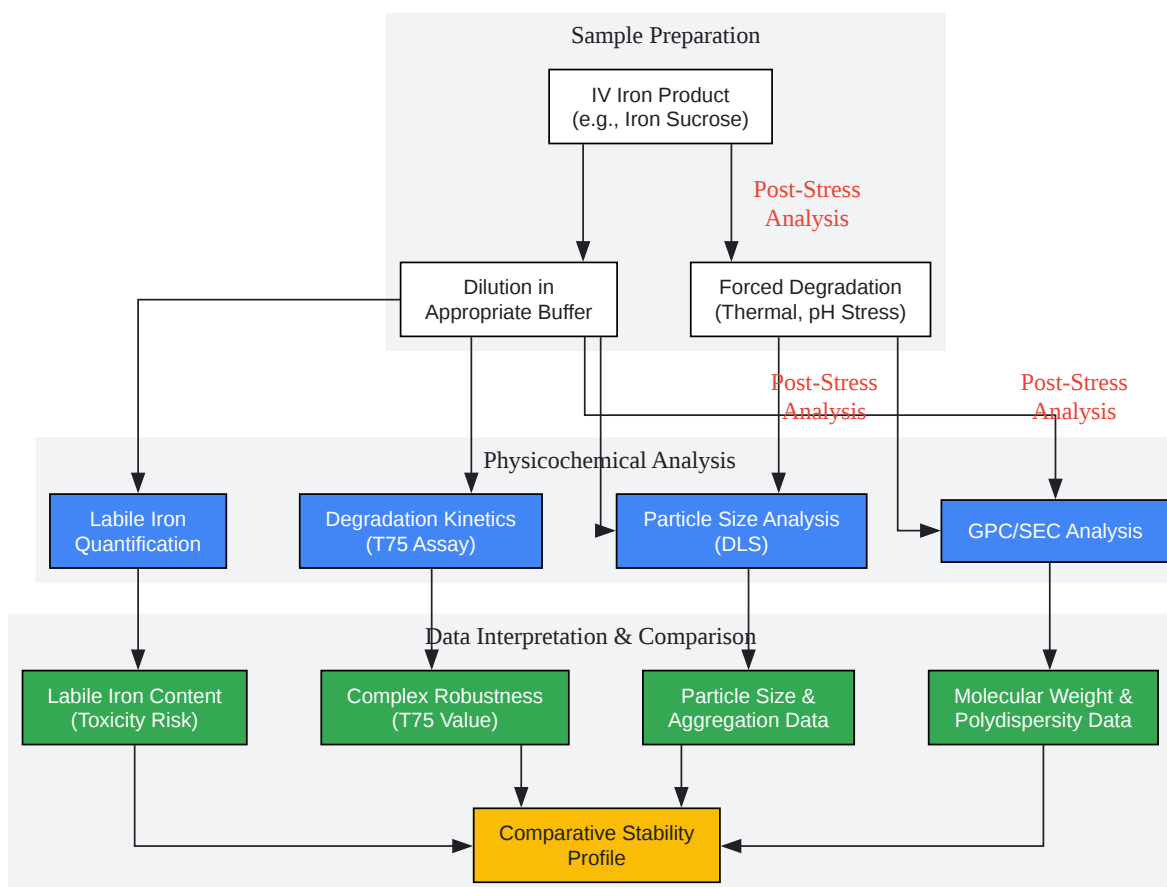 Sample Preparation
IV Iron Product
(e.g., Iron Sucrose)
Post-Stress
Analysis
Dilution in
Appropriate Buffer
Forced Degradation
(Thermal, pH Stress)
Post-Stress
Analysis
Post-Stress
Analysis
Physicochemical Analysis
Labile Iron
Quantification
Degradation Kinetics
(T75 Assay)
Particle Size Analysis
(DLS)
GPC/SEC Analysis
Data Interpretation & Comparison
Labile Iron Content
(Toxicity Risk)
Complex Robustness
(T75 Value)
Particle Size &
Aggregation Data
Molecular Weight &
Polydispersity Data
Comparative Stability
Profile